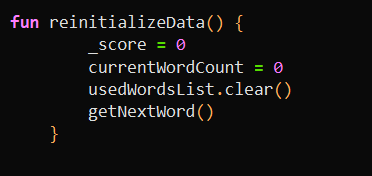 fun reinitializeData() {
        _score = 0
        currentWordCount = 0
        usedWordsList.clear()
        getNextWord()
    }